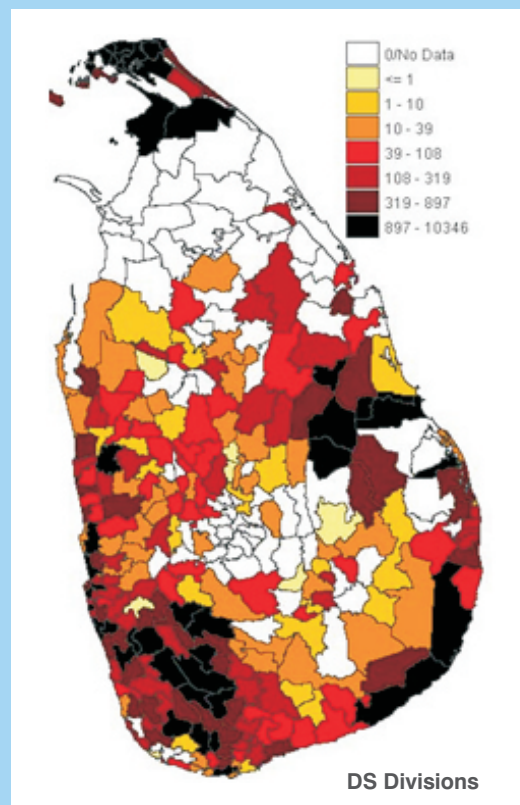 0/No Data
<= 1
1 - 10
10 - 39
39 - 108
108 - 319
319 - 897
897 - 10346
DS Divisions